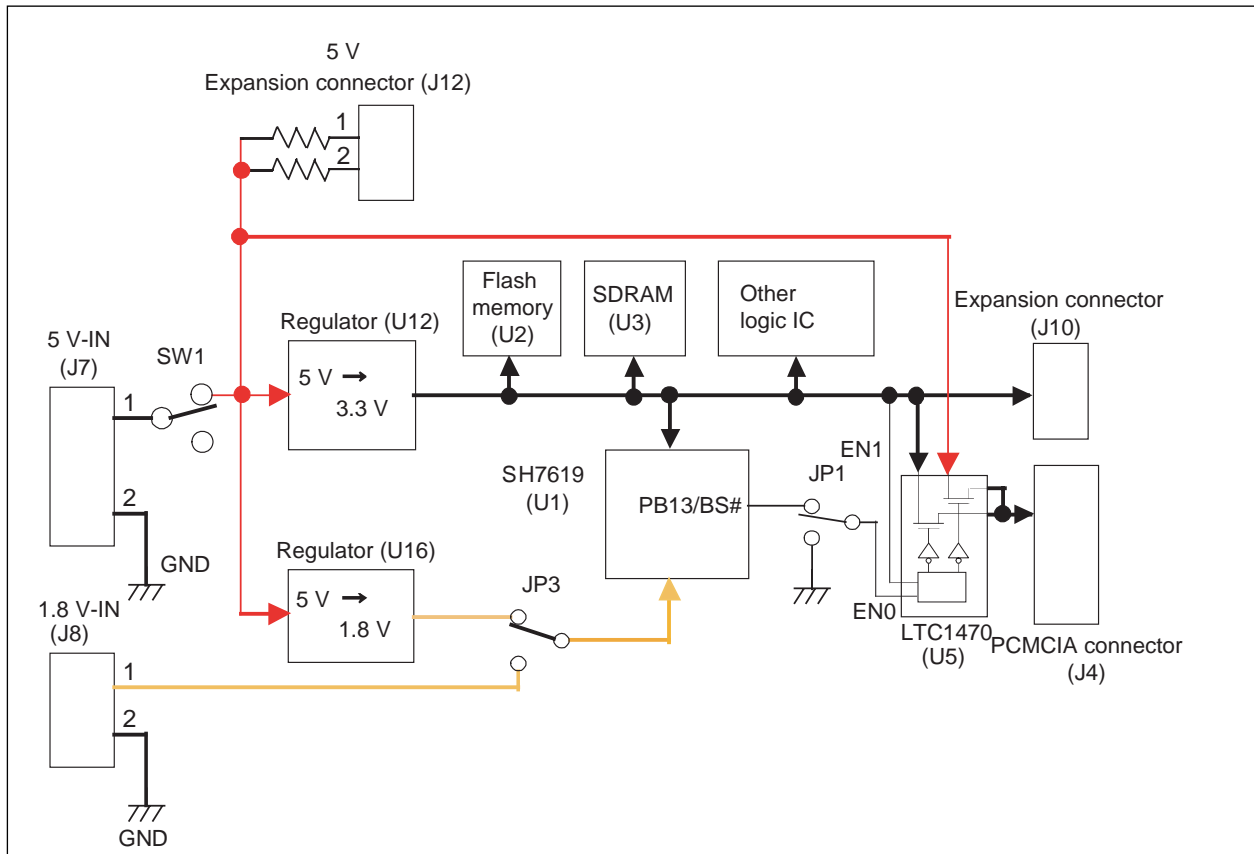 5 V
Expansion connector (J12)
1
2
Flash
memory
(U2)
SDRAM
(U3)
Other
logic IC
Expansion connector
(J10)
Regulator (U12)
5 V-IN
(J7)
SW1
1
5 V →
3.3 V
EN1
SH7619
(U1)
JP1
PB13/BS#
2
GND
Regulator (U16)
JP3
5 V →
1.8 V
EN0
1.8 V-IN
(J8)
LTC1470
(U5)
PCMCIA connector
(J4)
1
2
GND